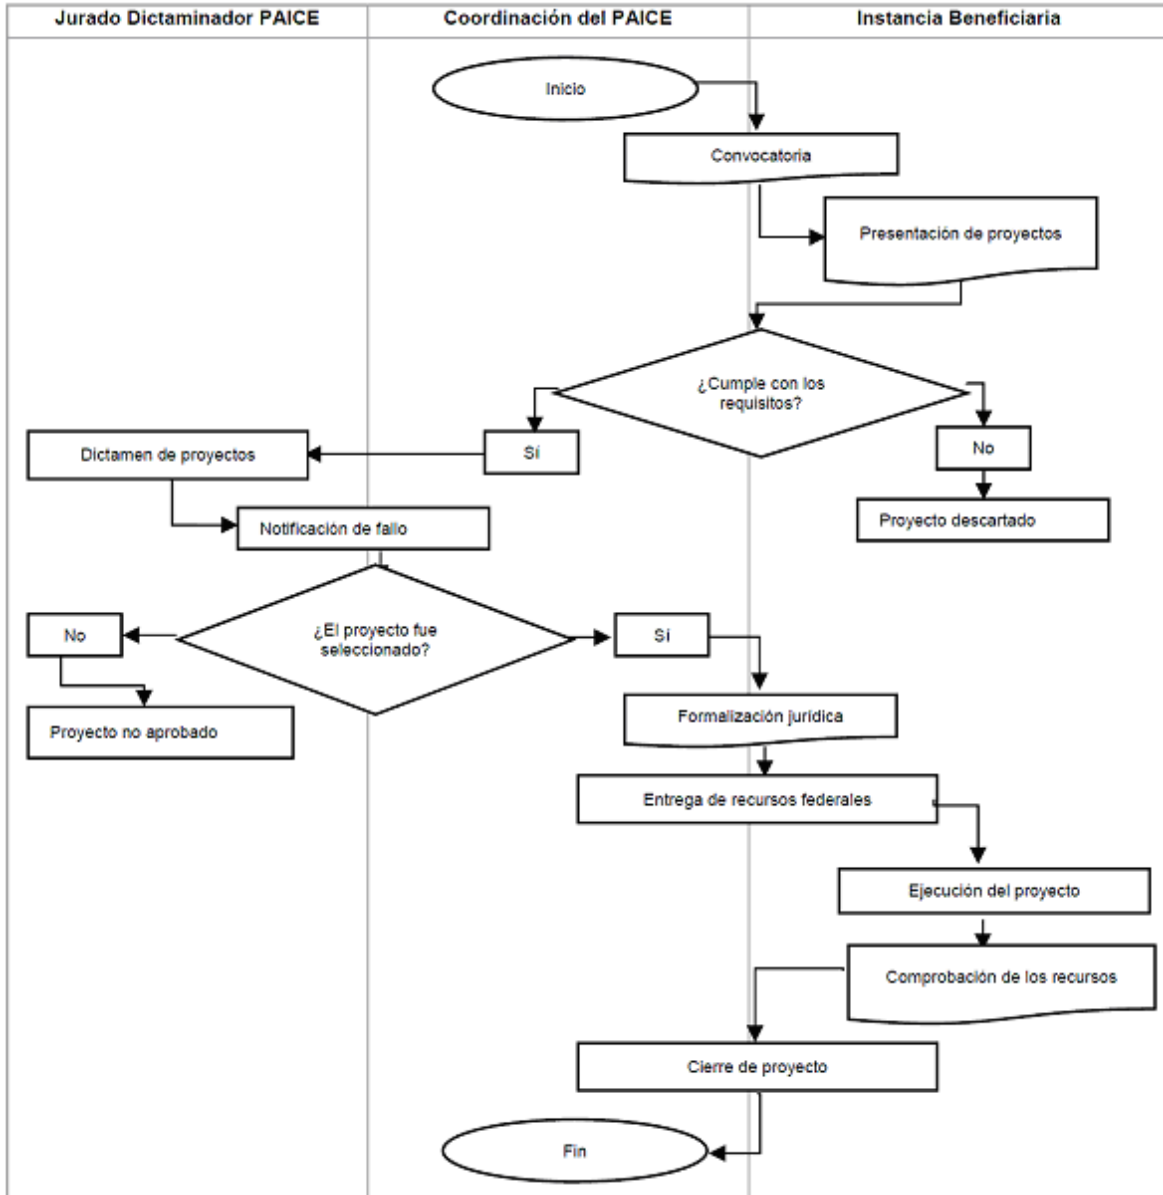 Jurado Dictaminador PAICE
Coordinación del PAICE
Instancia Beneficiaria
Inicio
Convocatoria
Presentación de proyectos
¿Cumple con los
requisitos?
Sí
No
Dictamen de proyectos
Proyecto descartado
Notificación de fallo
¿El proyecto fue
seleccionado?
No
Sí
Proyecto no aprobado
Formalización jurídica
Entrega de recursos federales
Ejecución del proyecto
Comprobación de los recursos
Cierre de proyecto
Fin